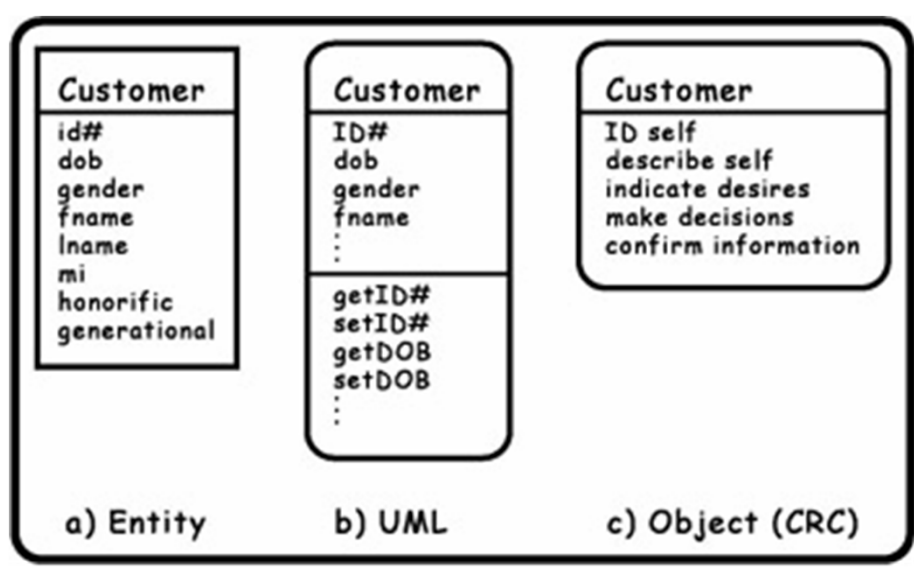 Customer
id#
dob
gender
fname
lname
mi
honorific
generational
a) Entity
Customer
ID#
dob
gender
fname
⋮
getID#
setID#
getDOB
setDOB
⋮
b) UML
Customer
ID self
describe self
indicate desires
make decisions
confirm information
c) Object (CRC)